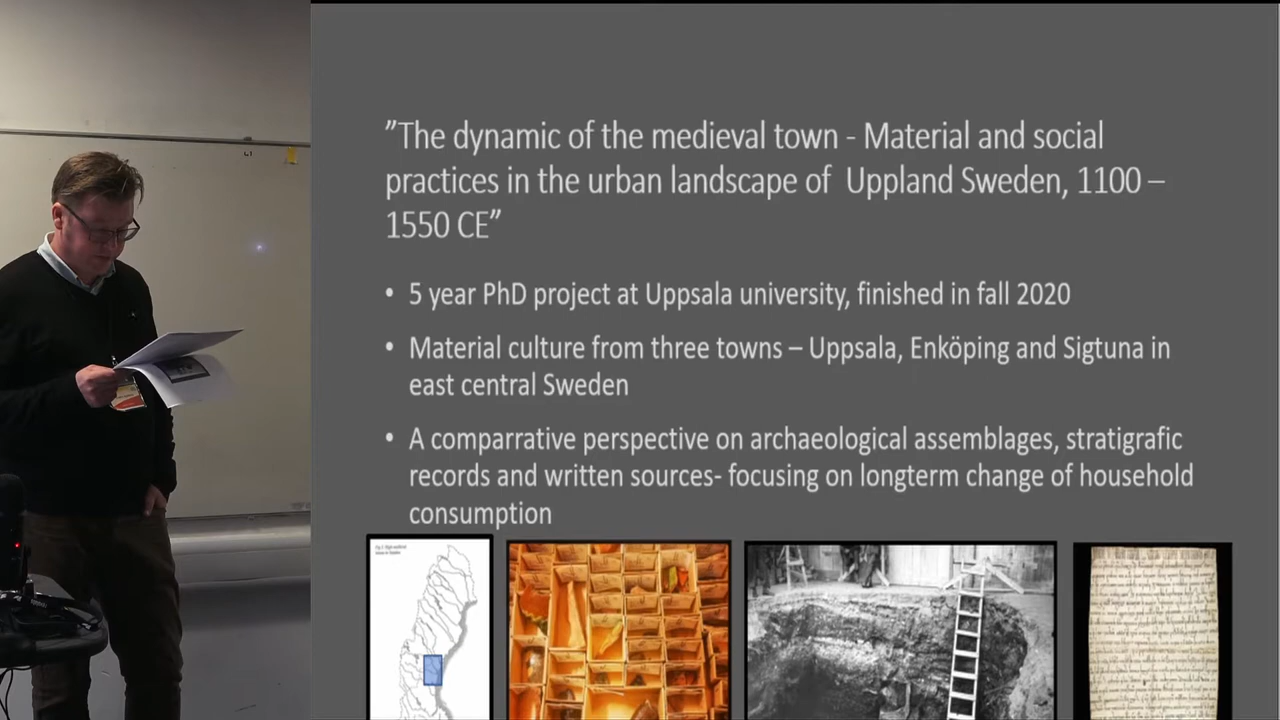 ”The dynamic of the medieval town - Material and social
practices in the urban landscape of Uppland Sweden, 1100 –
1550 CE”
• 5 year PhD project at Uppsala university, finished in fall 2020
• Material culture from three towns – Uppsala, Enköping and Sigtuna in
east central Sweden
• A comparrative perspective on archaeological assemblages, stratigrafic
records and written sources- focusing on longterm change of household
consumption